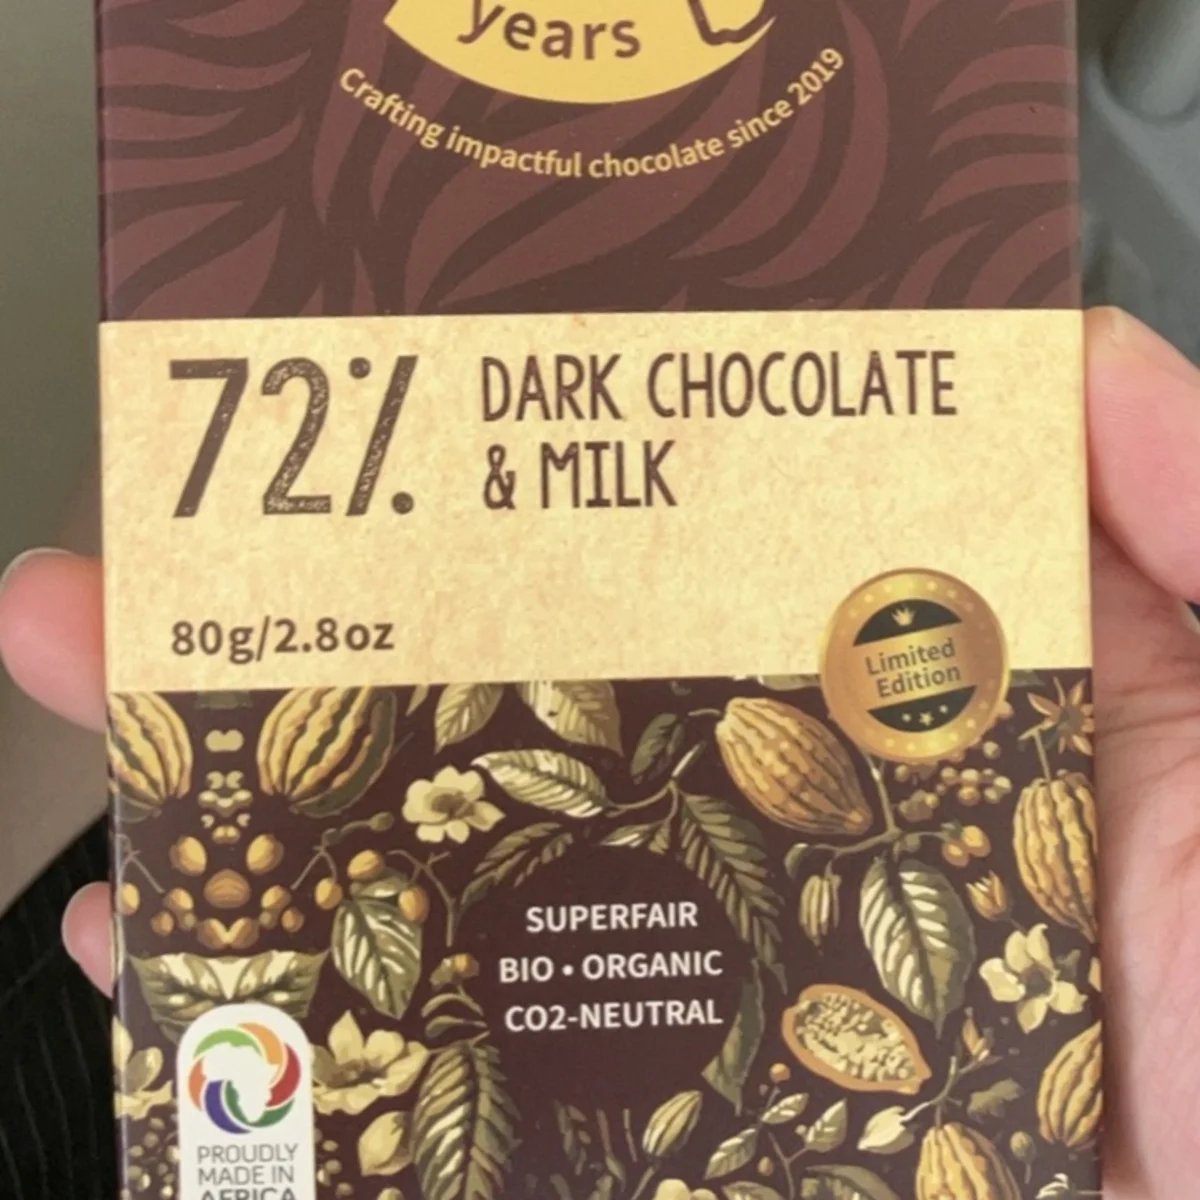 years
Crafting impactful chocolate since 2019
72%
DARK CHOCOLATE
& MILK
80g/2.8oz
Limited
Edition
SUPERFAIR
BIO • ORGANIC
CO2-NEUTRAL
PROUDLY
MADE IN
AFRICA